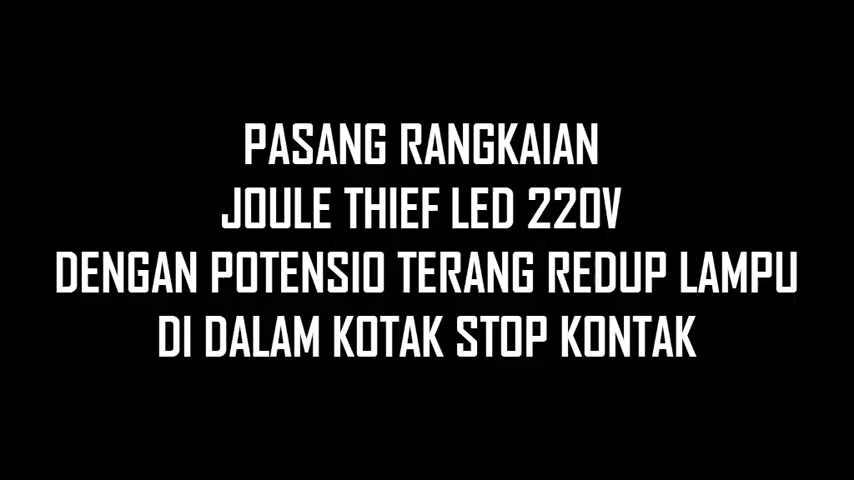 PASANG RANGKAIAN
JOULE THIEF LED 220V
DENGAN POTENSIO TERANG REDUP LAMPU
DI DALAM KOTAK STOP KONTAK